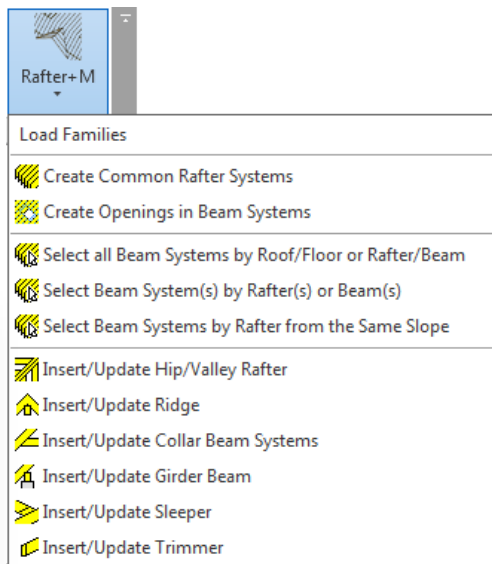 Rafter+M
Load Families
Create Common Rafter Systems
Create Openings in Beam Systems
Select all Beam Systems by Roof/Floor or Rafter/Beam
Select Beam System(s) by Rafter(s) or Beam(s)
Select Beam Systems by Rafter from the Same Slope
Insert/Update Hip/Valley Rafter
Insert/Update Ridge
Insert/Update Collar Beam Systems
Insert/Update Girder Beam
Insert/Update Sleeper
Insert/Update Trimmer